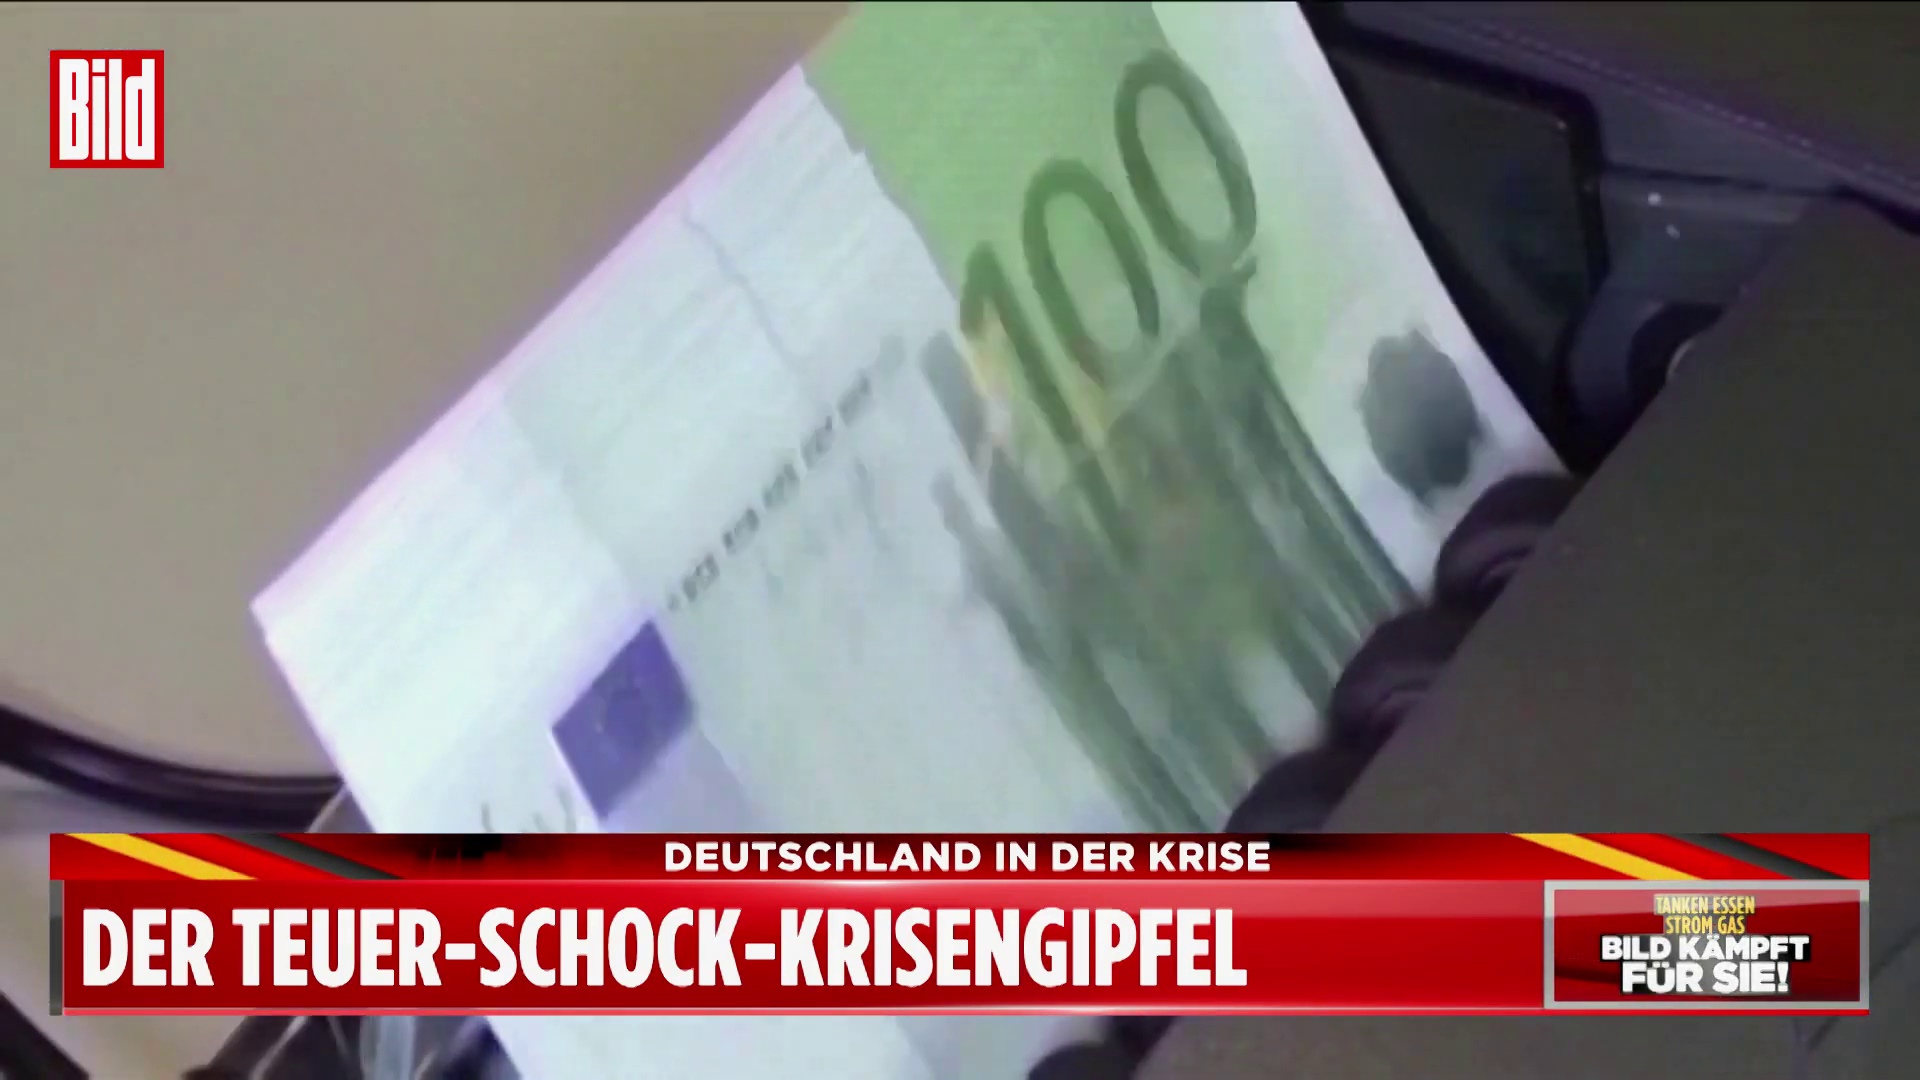 Bild
100
DEUTSCHLAND IN DER KRISE
DER TEUER-SCHOCK-KRISENGIPFEL
TANKEN ESSEN
STROM GAS
BILD KÄMPFT
FÜR SIE!